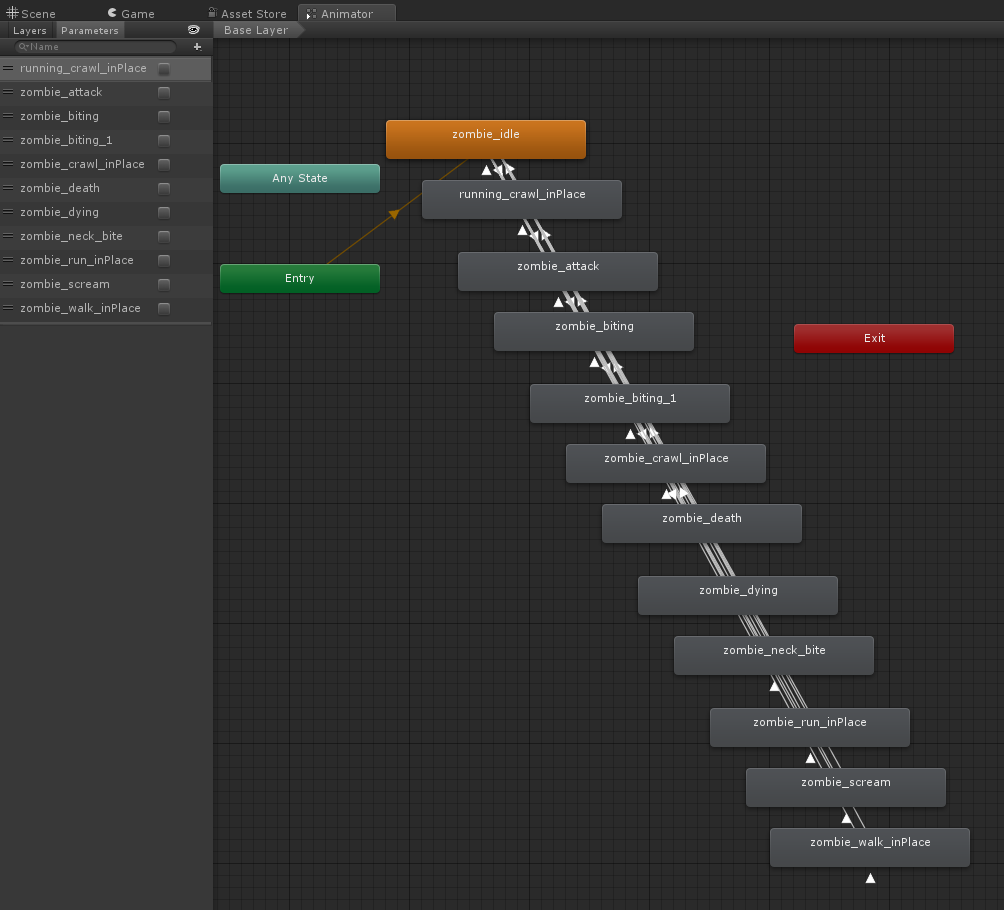 Scene
Game
Asset Store
Animator
Layers
Parameters
Base Layer
Name
+
running_crawl_inPlace
zombie_attack
zombie_biting
zombie_biting_1
zombie_crawl_inPlace
zombie_death
zombie_dying
zombie_neck_bite
zombie_run_inPlace
zombie_scream
zombie_walk_inPlace
zombie_idle
Any State
running_crawl_inPlace
Entry
zombie_attack
zombie_biting
Exit
zombie_biting_1
zombie_crawl_inPlace
zombie_death
zombie_dying
zombie_neck_bite
zombie_run_inPlace
zombie_scream
zombie_walk_inPlace